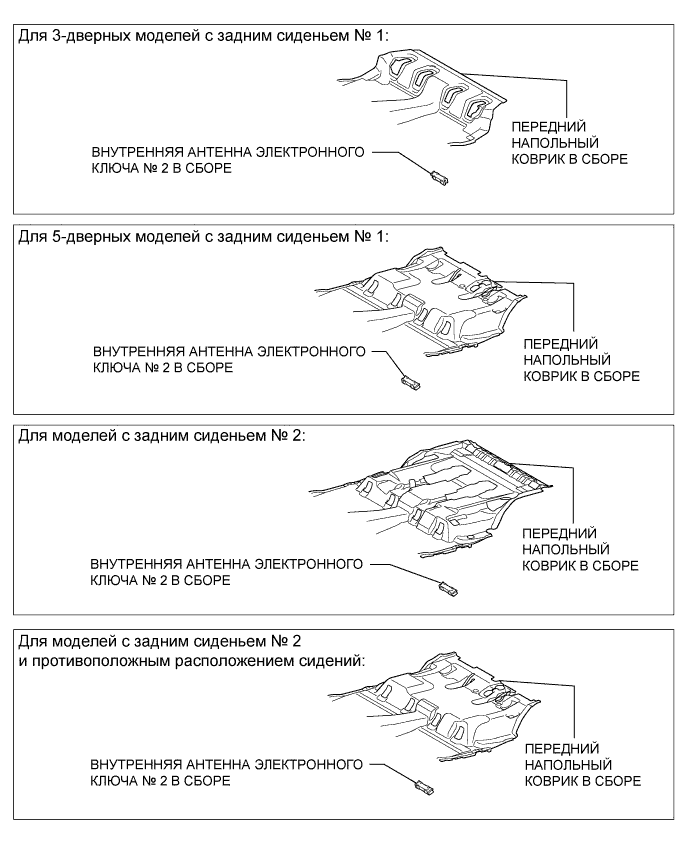 Для 3-дверных моделей с задним сиденьем № 1:
ПЕРЕДНИЙ
НАПОЛЬНЫЙ
КОВРИК В СБОРЕ
ВНУТРЕННЯЯ АНТЕННА ЭЛЕКТРОННОГО
КЛЮЧА № 2 В СБОРЕ
Для 5-дверных моделей с задним сиденьем № 1:
ПЕРЕДНИЙ
НАПОЛЬНЫЙ
КОВРИК В СБОРЕ
ВНУТРЕННЯЯ АНТЕННА ЭЛЕКТРОННОГО
КЛЮЧА № 2 В СБОРЕ
Для моделей с задним сиденьем № 2:
ПЕРЕДНИЙ
НАПОЛЬНЫЙ
КОВРИК В СБОРЕ
ВНУТРЕННЯЯ АНТЕННА ЭЛЕКТРОННОГО
КЛЮЧА № 2 В СБОРЕ
Для моделей с задним сиденьем № 2
и противоположным расположением сидений:
ПЕРЕДНИЙ
НАПОЛЬНЫЙ
КОВРИК В СБОРЕ
ВНУТРЕННЯЯ АНТЕННА ЭЛЕКТРОННОГО
КЛЮЧА № 2 В СБОРЕ